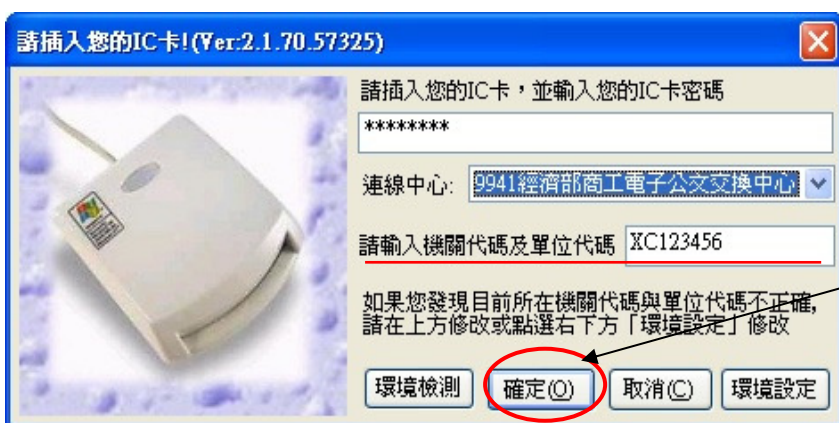 請插入您的IC卡!(Ver:2.1.70.57325)
請插入您的IC卡，並輸入您的IC卡密碼
********
連線中心: 9941經濟部商工電子公文交換中心
請輸入機關代碼及單位代碼 XC123456
如果您發現目前所在機關代碼與單位代碼不正確,
請在上方修改或點選右下方「環境設定」修改
環境檢測 確定(O) 取消(C) 環境設定